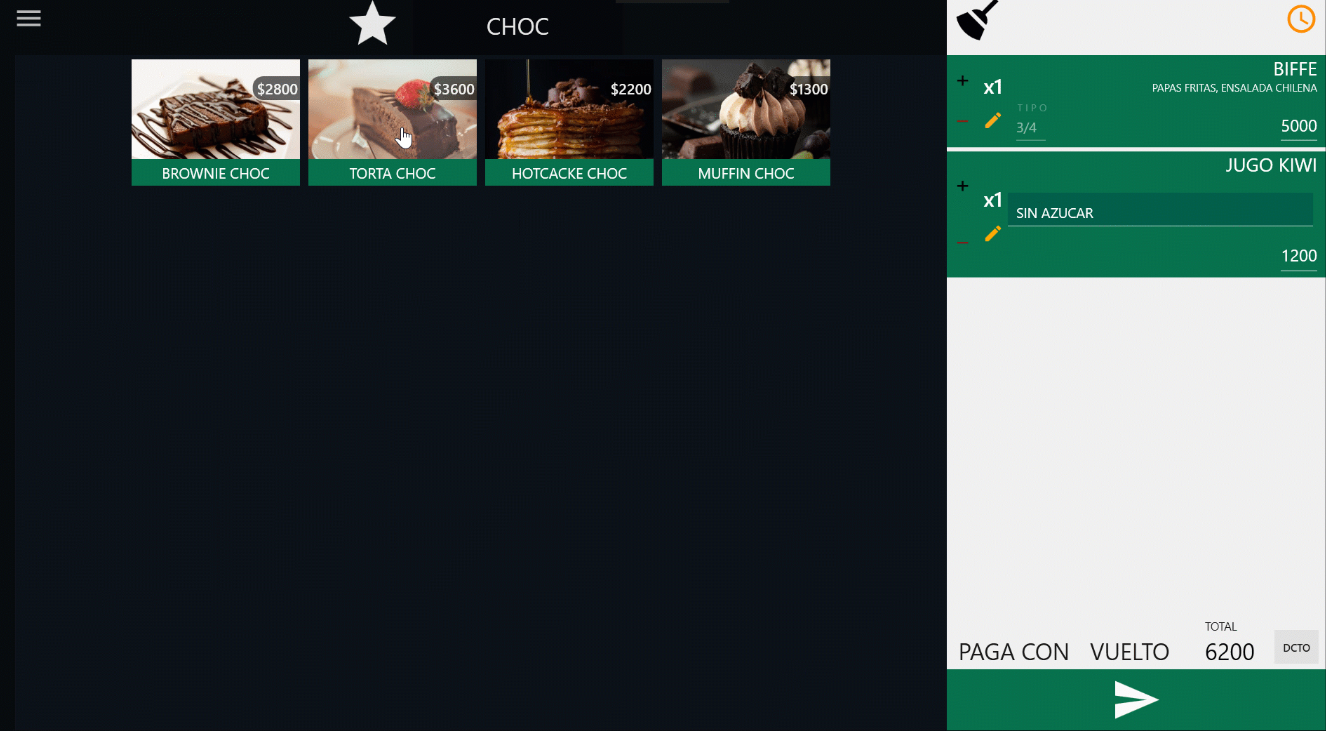 CHOC
$2800
$3600
$2200
$1300
BROWNIE CHOC
TORTA CHOC
HOTCACKE CHOC
MUFFIN CHOC
BIFFE
PAPAS FRITAS, ENSALADA CHILENA
+
x1
TIPO
3/4
5000
JUGO KIWI
+
x1
SIN AZUCAR
1200
TOTAL
PAGA CON VUELTO 6200 DCTO